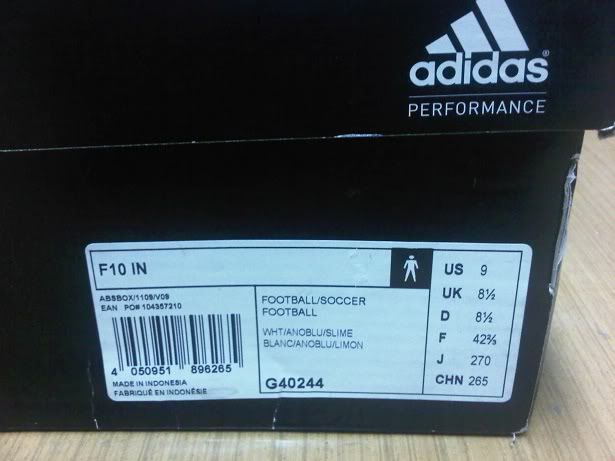 adidas®
PERFORMANCE
F10 IN
ABSBOX/1109/V09
EAN PO# 104357210
4 050951 896265
MADE IN INDONESIA
FABRIQUÉ EN INDONÉSIE
FOOTBALL/SOCCER
FOOTBALL
WHT/ANOBLU/SLIME
BLANC/ANOBLU/LIMON
G40244
US 9
UK 8½
D 8½
F 42⅔
J 270
CHN 265